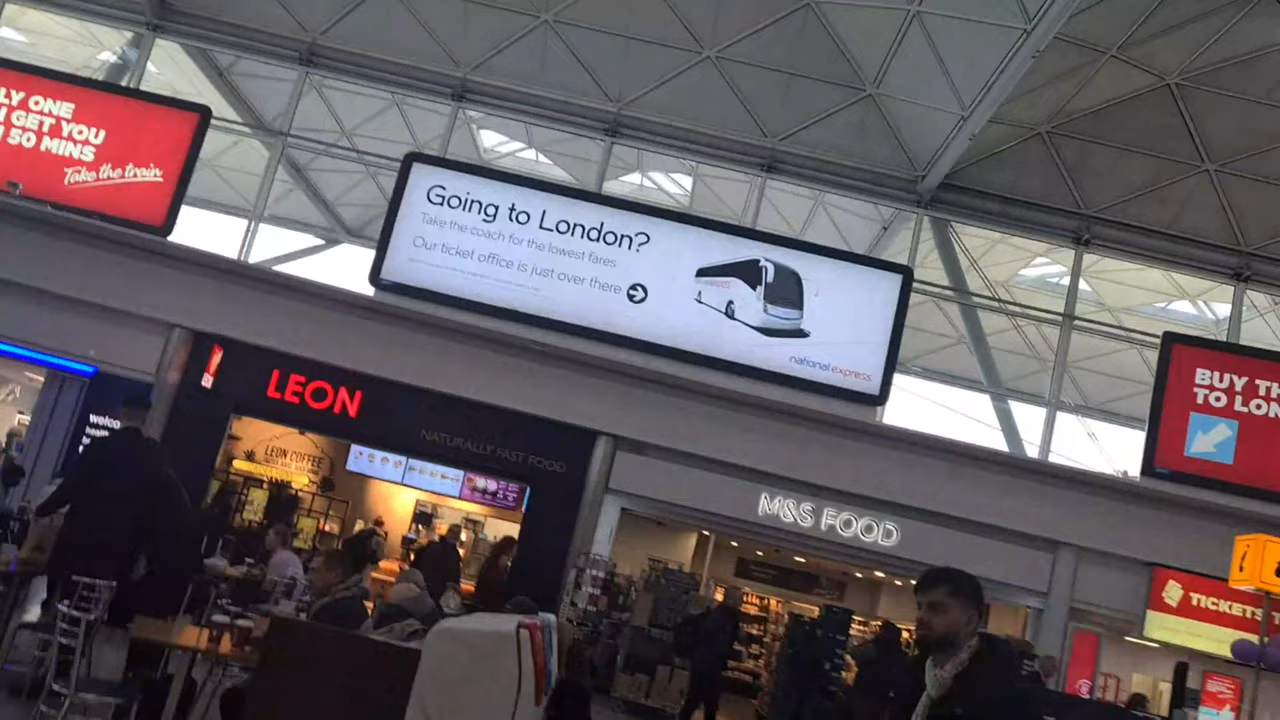 LY ONE
GET YOU
50 MINS
Take the train
Going to London?
Take the coach for the lowest fares
Our ticket office is just over there
national express
BUY TH
TO LON
LEON
NATURALLY FAST FOOD
LEON COFFEE
welco
M&S FOOD
TICKETS